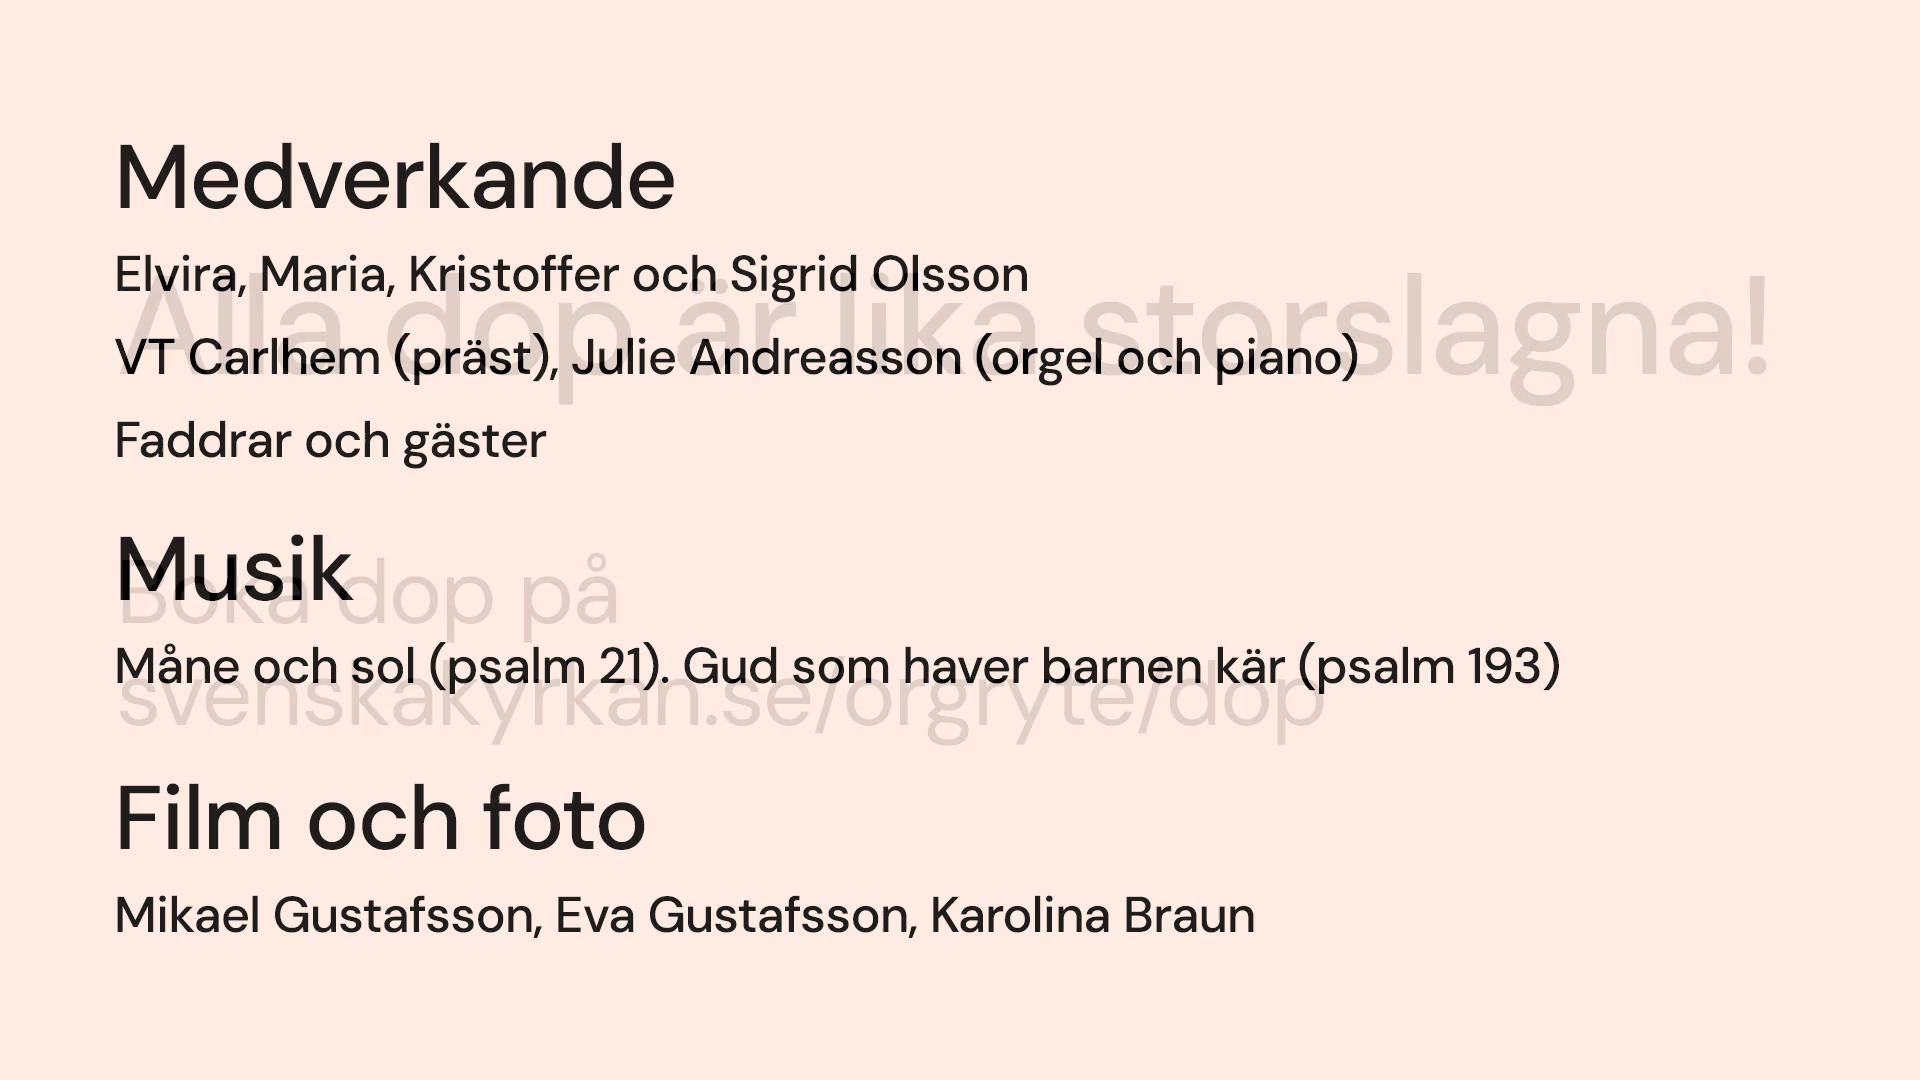 Medverkande
Elvira, Maria, Kristoffer och Sigrid Olsson
Alla dop är lika storslagna!
VT Carlhem (präst), Julie Andreasson (orgel och piano)
Faddrar och gäster
Musik
Boka dop på
Måne och sol (psalm 21). Gud som haver barnen kär (psalm 193)
svenskakyrkan.se/orgryte/dop
Film och foto
Mikael Gustafsson, Eva Gustafsson, Karolina Braun